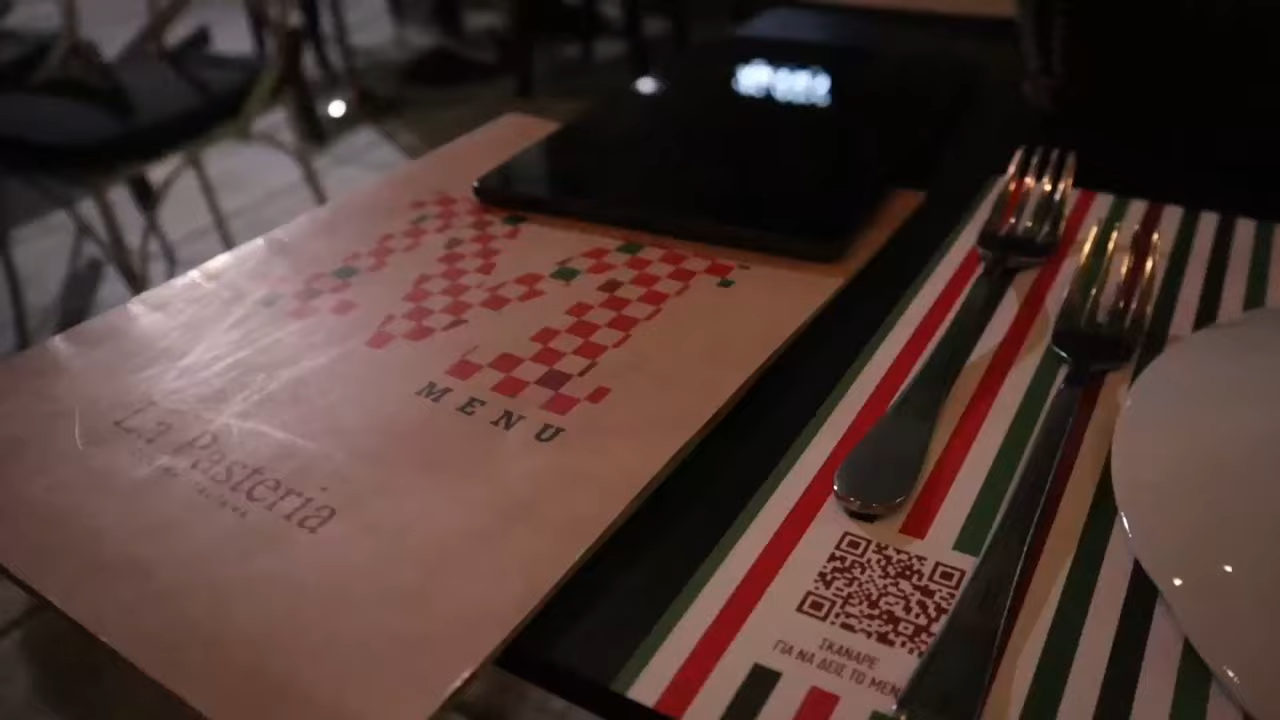 M
MENU
La Pasteria
ΣΚΑΝΑΡΕ
ΓΙΑ ΝΑ ΔΕΙΣ ΤΟ ΜΕΝ